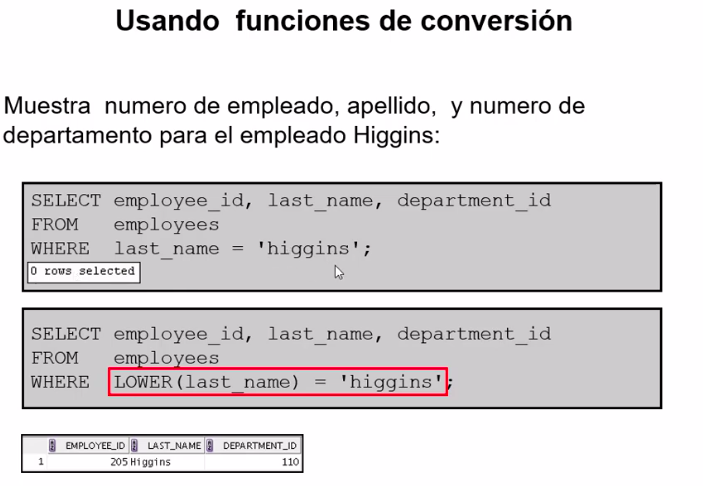 Usando funciones de conversión
Muestra numero de empleado, apellido, y numero de
departamento para el empleado Higgins:
SELECT employee_id, last_name, department_id
FROM employees
WHERE last_name = 'higgins';
0 rows selected
SELECT employee_id, last_name, department_id
FROM employees
WHERE LOWER(last_name) = 'higgins';
EMPLOYEE_ID LAST_NAME DEPARTMENT_ID
1 205 Higgins 110